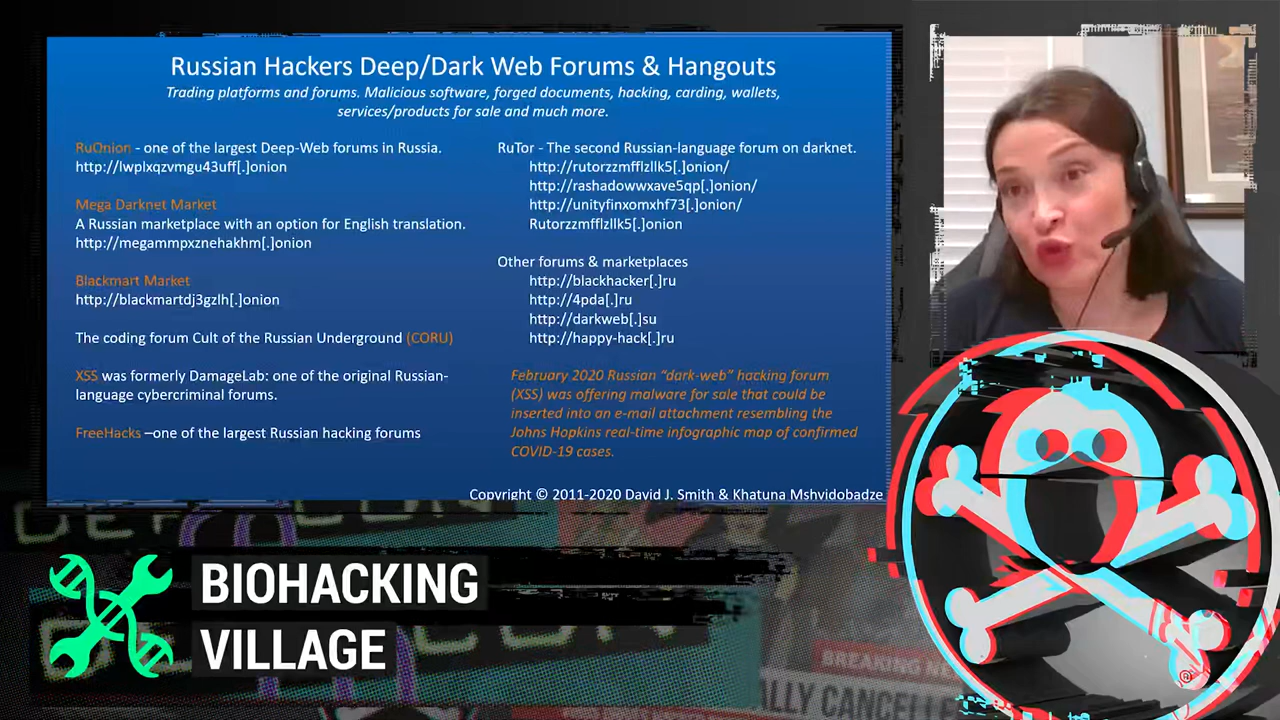 Russian Hackers Deep/Dark Web Forums & Hangouts
Trading platforms and forums. Malicious software, forged documents, hacking, carding, wallets,
services/products for sale and much more.
RuOnion - one of the largest Deep-Web forums in Russia.
http://lwplxqzvmgu43uff[.]onion
Mega Darknet Market
A Russian marketplace with an option for English translation.
http://megammpxznehakhm[.]onion
Blackmart Market
http://blackmartdj3gzlh[.]onion
The coding forum Cult of the Russian Underground (CORU)
XSS was formerly DamageLab: one of the original Russian-
language cybercriminal forums.
FreeHacks –one of the largest Russian hacking forums
RuTor - The second Russian-language forum on darknet.
http://rutorzzmfflzllk5[.]onion/
http://rashadowwxave5qp[.]onion/
http://unityfinxomxhf73[.]onion/
Rutorzzmfflzllk5[.]onion
Other forums & marketplaces
http://blackhacker[.]ru
http://4pda[.]ru
http://darkweb[.]su
http://happy-hack[.]ru
February 2020 Russian “dark-web” hacking forum
(XSS) was offering malware for sale that could be
inserted into an e-mail attachment resembling the
Johns Hopkins real-time infographic map of confirmed
COVID-19 cases.
Copyright © 2011-2020 David J. Smith & Khatuna Mshvidobadze
BIOHACKING
VILLAGE
BREAKING NE
ALLY CANCELLE
®